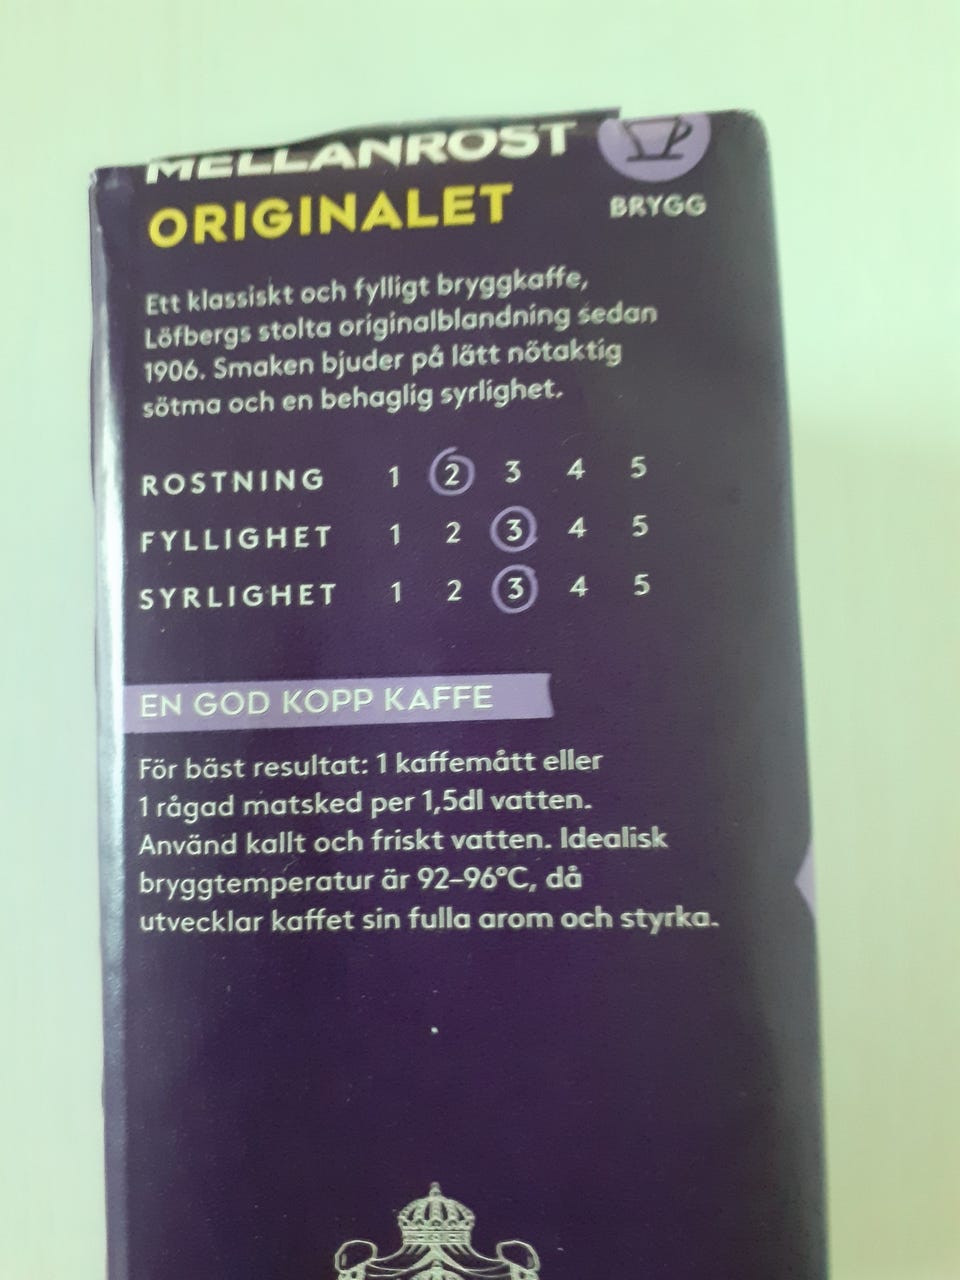 MELLANROST
ORIGINALET
BRYGG
Ett klassiskt och fylligt bryggkaffe,
Löfbergs stolta originalblandning sedan
1906. Smaken bjuder på lätt nötaktig
sötma och en behaglig syrlighet.
ROSTNING 1 2 3 4 5
FYLLIGHET 1 2 3 4 5
SYRLIGHET 1 2 3 4 5
EN GOD KOPP KAFFE
För bäst resultat: 1 kaffemått eller
1 rågad matsked per 1,5dl vatten.
Använd kallt och friskt vatten. Idealisk
bryggtemperatur är 92–96°C, då
utvecklar kaffet sin fulla arom och styrka.